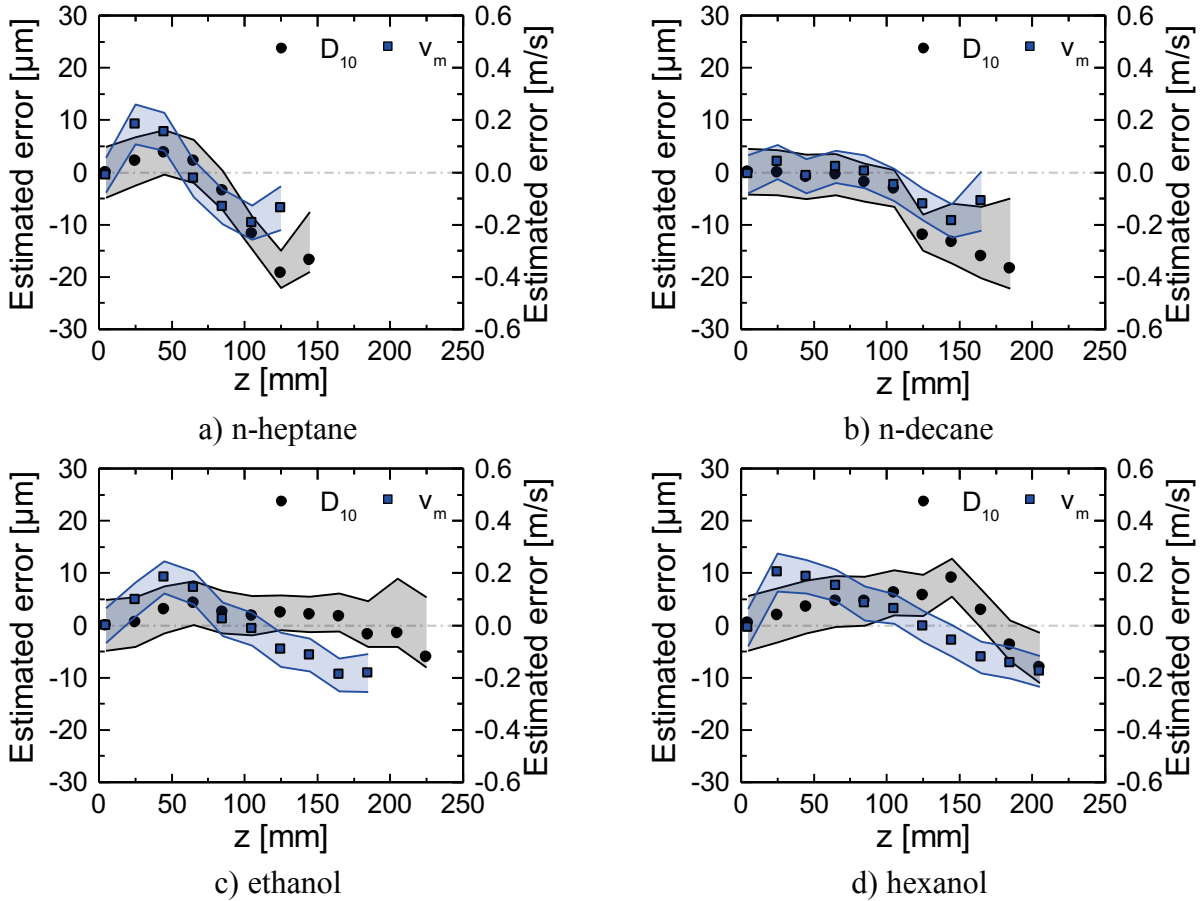 Estimated error [µm]
30
20
10
0
-10
-20
-30
D10 vm
0.6
0.4
0.2
0.0
-0.2
-0.4
-0.6
Estimated error [m/s]
0 50 100 150 200 250
z [mm]
a) n-heptane
Estimated error [µm]
30
20
10
0
-10
-20
-30
D10 vm
0.6
0.4
0.2
0.0
-0.2
-0.4
-0.6
Estimated error [m/s]
0 50 100 150 200 250
z [mm]
b) n-decane
Estimated error [µm]
30
20
10
0
-10
-20
-30
D10 vm
0.6
0.4
0.2
0.0
-0.2
-0.4
-0.6
Estimated error [m/s]
0 50 100 150 200 250
z [mm]
c) ethanol
Estimated error [µm]
30
20
10
0
-10
-20
-30
D10 vm
0.6
0.4
0.2
0.0
-0.2
-0.4
-0.6
Estimated error [m/s]
0 50 100 150 200 250
z [mm]
d) hexanol